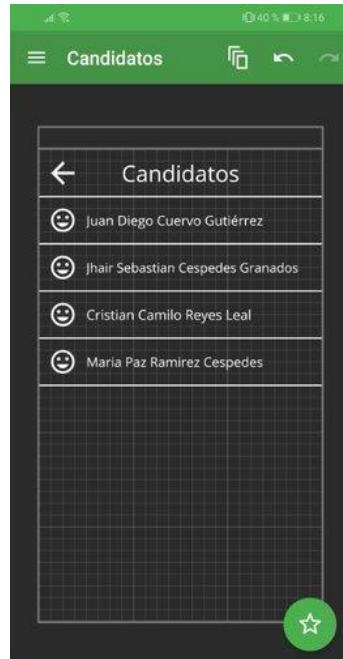 40 % 8:16
Candidatos
Candidatos
Juan Diego Cuervo Gutiérrez
Jhair Sebastian Cespedes Granados
Cristian Camilo Reyes Leal
Maria Paz Ramirez Cespedes